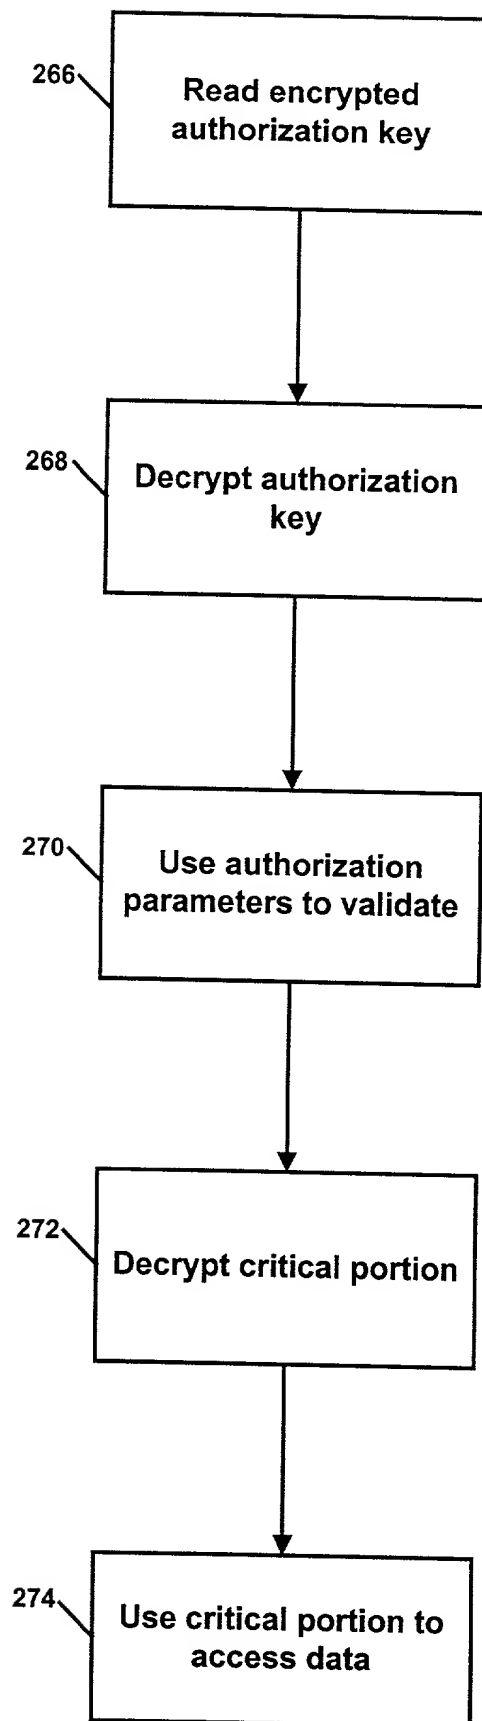 266
Read encrypted
authorization key
268
Decrypt authorization
key
270
Use authorization
parameters to validate
272
Decrypt critical portion
274
Use critical portion to
access data